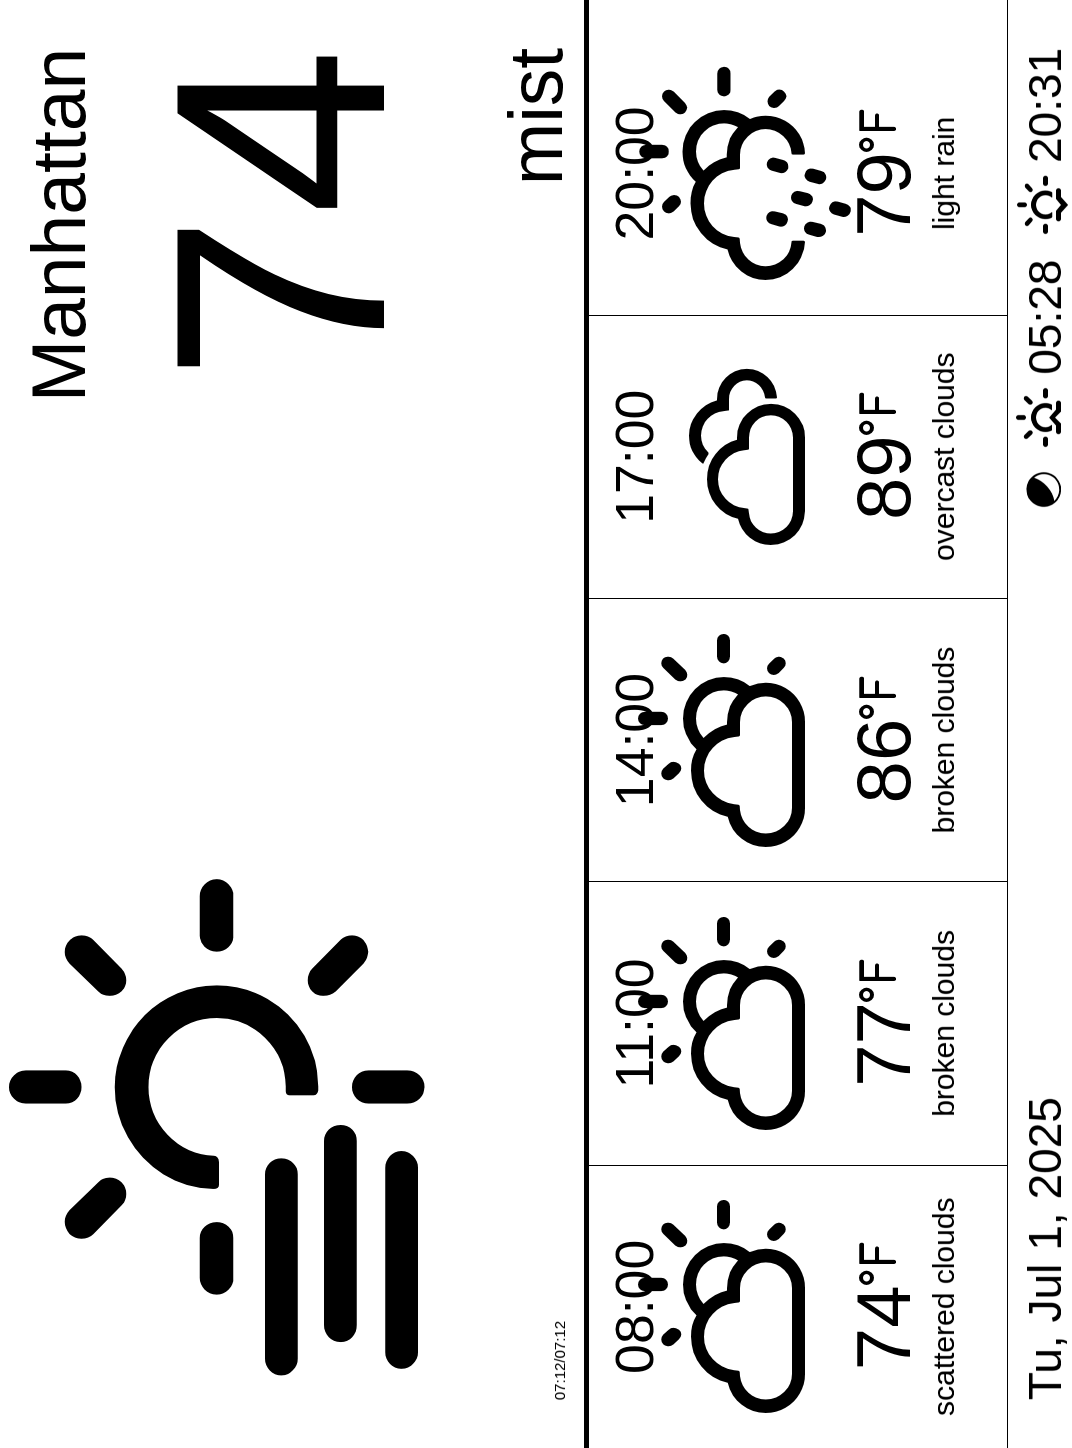 Manhattan
74
mist
07:12/07:12
08:00
74°F
scattered clouds
11:00
77°F
broken clouds
14:00
86°F
broken clouds
17:00
89°F
overcast clouds
20:00
79°F
light rain
Tu, Jul 1, 2025
05:28 20:31